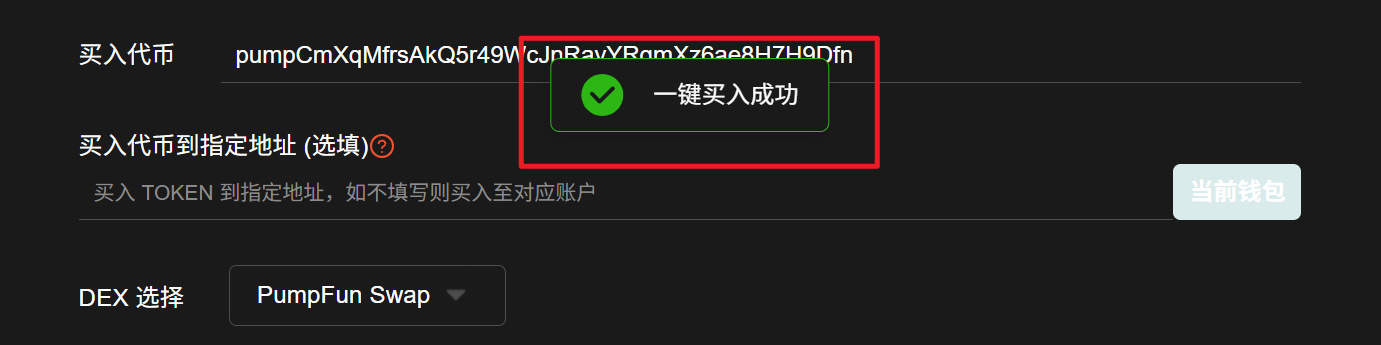 买入代币
pumpCmXqMfrsAkQ5r49WcJnRavYRqmXz6ae8H7H9Dfn
一键买入成功
买入代币到指定地址 (选填)?
买入 TOKEN 到指定地址，如不填写则买入至对应账户
当前钱包
DEX 选择
PumpFun Swap